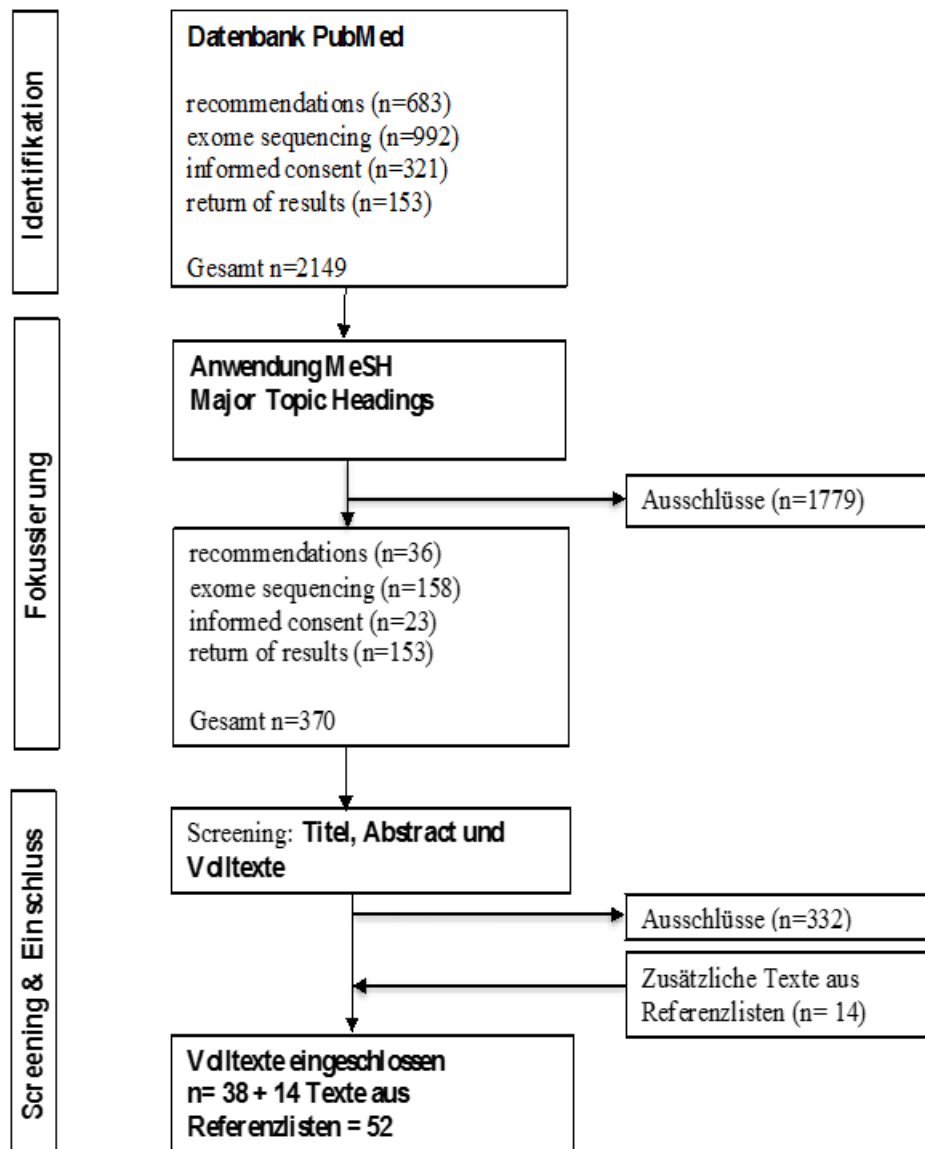 Identifikation
Datenbank PubMed
recommendations (n=683)
exome sequencing (n=992)
informed consent (n=321)
return of results (n=153)
Gesamt n=2149
Fokussierung
Anwendung MeSH
Major Topic Headings
Ausschlüsse (n=1779)
recommendations (n=36)
exome sequencing (n=158)
informed consent (n=23)
return of results (n=153)
Gesamt n=370
Screening & Einschluss
Screening: Titel, Abstract und
Volltexte
Ausschlüsse (n=332)
Zusätzliche Texte aus
Referenzlisten (n= 14)
Volltexte eingeschlossen
n= 38 + 14 Texte aus
Referenzlisten = 52